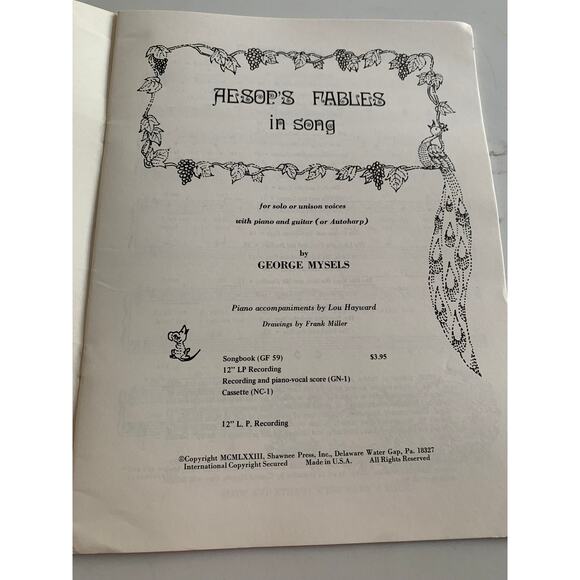 AESOP'S FABLES
in song
for solo or unison voices
with piano and guitar (or Autoharp)
by
GEORGE MYSELS
Piano accompaniments by Lou Hayward
Drawings by Frank Miller
Songbook (GF 59) $3.95
12" LP Recording
Recording and piano-vocal score (GN-1)
Cassette (NC-1)
12" L. P. Recording
©Copyright MCMLXXIII, Shawnee Press, Inc., Delaware Water Gap, Pa. 18327
International Copyright Secured Made in U.S.A. All Rights Reserved